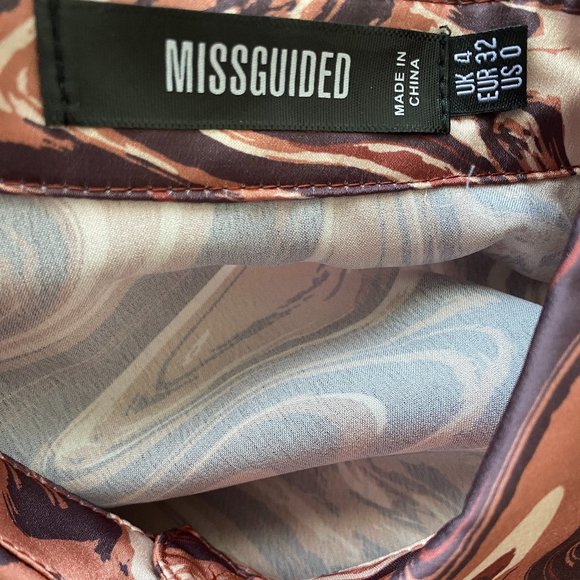 MISSGUIDED
MADE IN
CHINA
UK 4
EUR 32
US 0